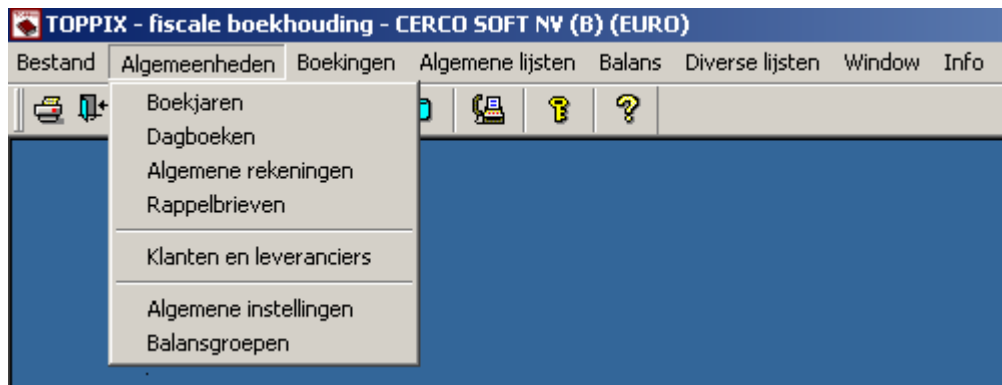 TOPPIX - fiscale boekhouding - CERCO SOFT NV (B) (EURO)
Bestand Algemeenheden Boekingen Algemene lijsten Balans Diverse lijsten Window Info
Boekjaren
Dagboeken
Algemene rekeningen
Rappelbrieven
Klanten en leveranciers
Algemene instellingen
Balansgroepen